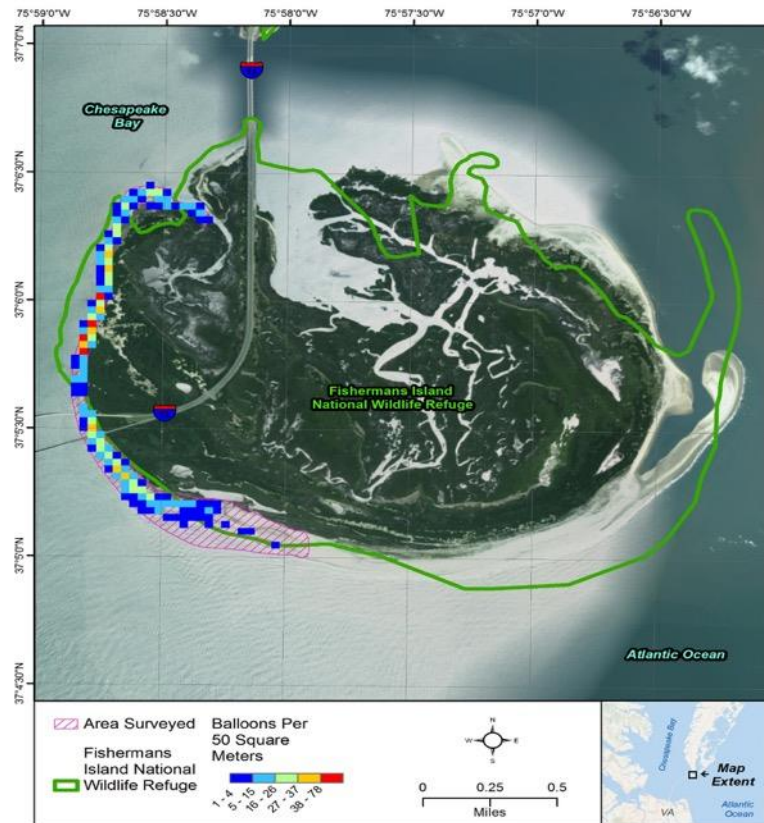 75°59'0"W 75°58'30"W 75°58'0"W 75°57'30"W 75°57'0"W 75°56'30"W
37°7'0"N
37°6'30"N
37°6'0"N
37°5'30"N
37°5'0"N
37°4'30"N
Chesapeake
Bay
Fishermans Island
National Wildlife Refuge
Atlantic Ocean
Area Surveyed
Fishermans
Island National
Wildlife Refuge
Balloons Per
50 Square
Meters
1 - 4
5 - 15
16 - 26
27 - 37
38 - 78
N
W E
S
0 0.25 0.5
Miles
Chesapeake Bay
Map
Extent
VA
Atlantic
Ocean